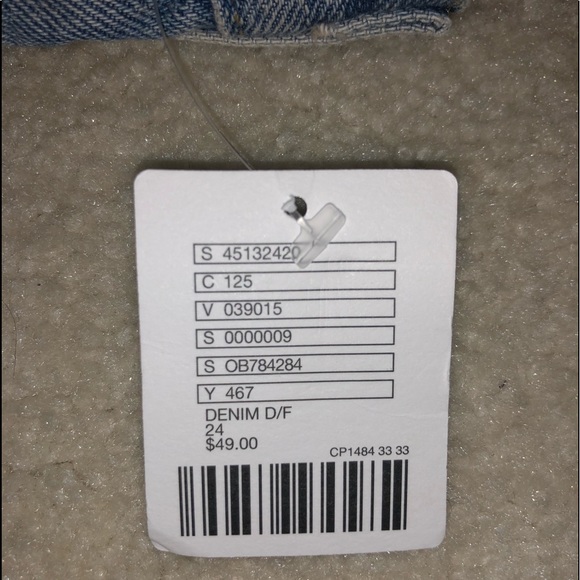 S 45132420
C 125
V 039015
S 0000009
S OB784284
Y 467
DENIM D/F
24
$49.00
CP1484 33 33